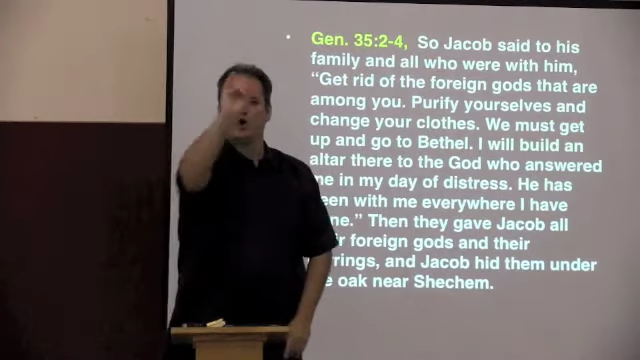 • Gen. 35:2-4, So Jacob said to his
family and all who were with him,
“Get rid of the foreign gods that are
among you. Purify yourselves and
change your clothes. We must get
up and go to Bethel. I will build an
altar there to the God who answered
me in my day of distress. He has
een with me everywhere I have
ne.” Then they gave Jacob all
ir foreign gods and their
rings, and Jacob hid them under
e oak near Shechem.